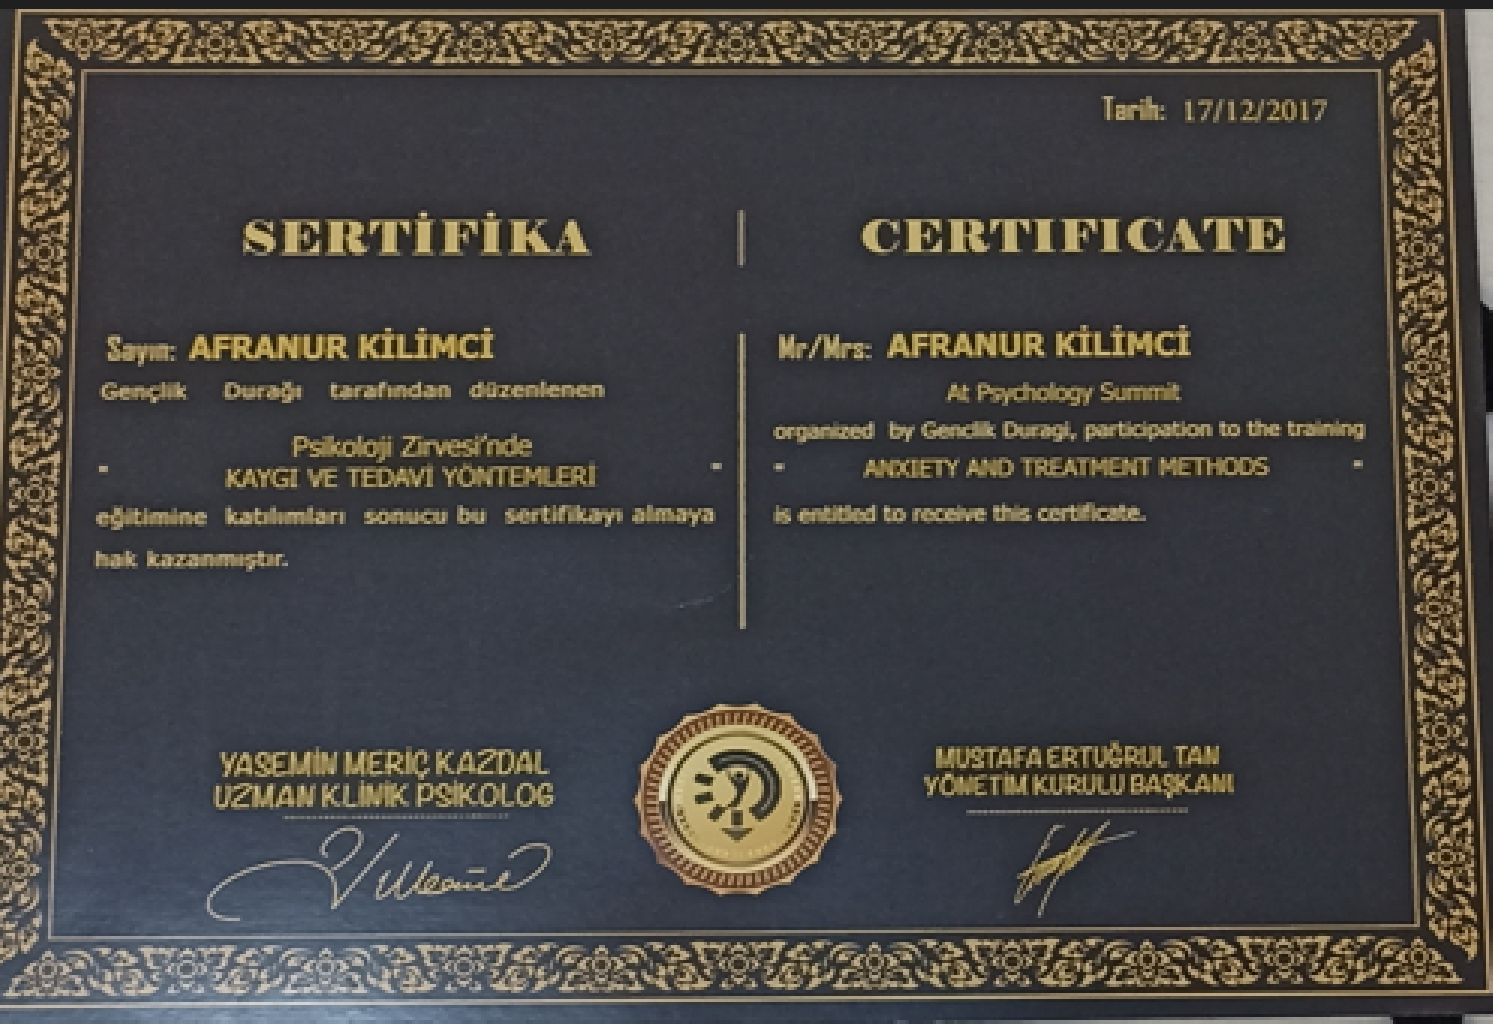 Tarih: 17/12/2017
SERTİFİKA
Sayın: AFRANUR KİLİMCİ
Gençlik Durağı tarafından düzenlenen
Psikoloji Zirvesi'nde
- KAYGI VE TEDAVİ YÖNTEMLERİ -
eğitimine katılımları sonucu bu sertifikayı almaya
hak kazanmıştır.
CERTIFICATE
Mr/Mrs: AFRANUR KİLİMCİ
At Psychology Summit
organized by Genclik Duragi, participation to the training
- ANXIETY AND TREATMENT METHODS -
is entitled to receive this certificate.
YASEMİN MERİÇ KAZDAL
UZMAN KLİNİK PSİKOLOG
MUSTAFA ERTUĞRUL TAN
YÖNETİM KURULU BAŞKANI